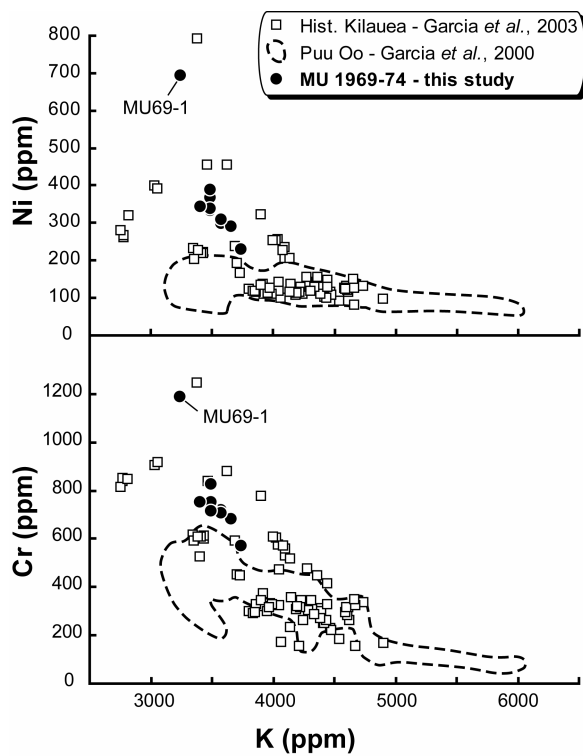 Hist. Kilauea - Garcia et al., 2003
Puu Oo - Garcia et al., 2000
MU 1969-74 - this study
800
700
600
500
400
300
200
100
0
Ni (ppm)
MU69-1
1200
1000
800
600
400
200
0
Cr (ppm)
MU69-1
3000 4000 5000 6000
K (ppm)